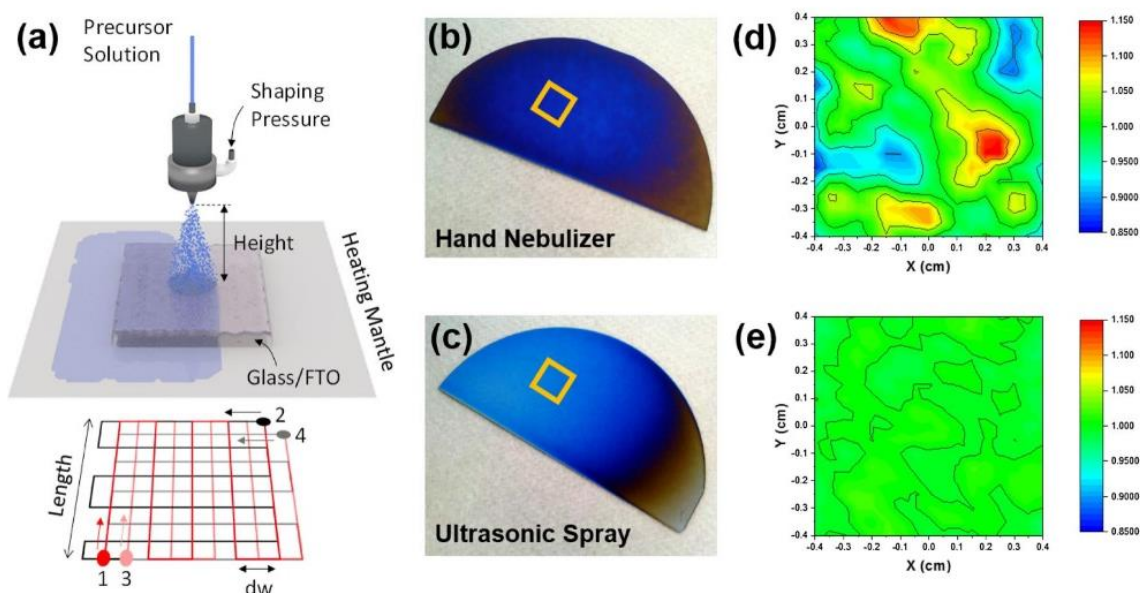 (a)
Precursor
Solution
Shaping
Pressure
Height
Heating Mantle
Glass/FTO
2
4
Length
1 3
dw
(b)
Hand Nebulizer
(c)
Ultrasonic Spray
(d)
0.4
0.3
0.2
0.1
0.0
-0.1
-0.2
-0.3
-0.4
Y (cm)
-0.4 -0.3 -0.2 -0.1 0.0 0.1 0.2 0.3 0.4
X (cm)
1.150
1.100
1.050
1.000
0.9500
0.9000
0.8500
(e)
0.4
0.3
0.2
0.1
0.0
-0.1
-0.2
-0.3
-0.4
Y (cm)
-0.4 -0.3 -0.2 -0.1 0.0 0.1 0.2 0.3 0.4
X (cm)
1.150
1.100
1.050
1.000
0.9500
0.9000
0.8500